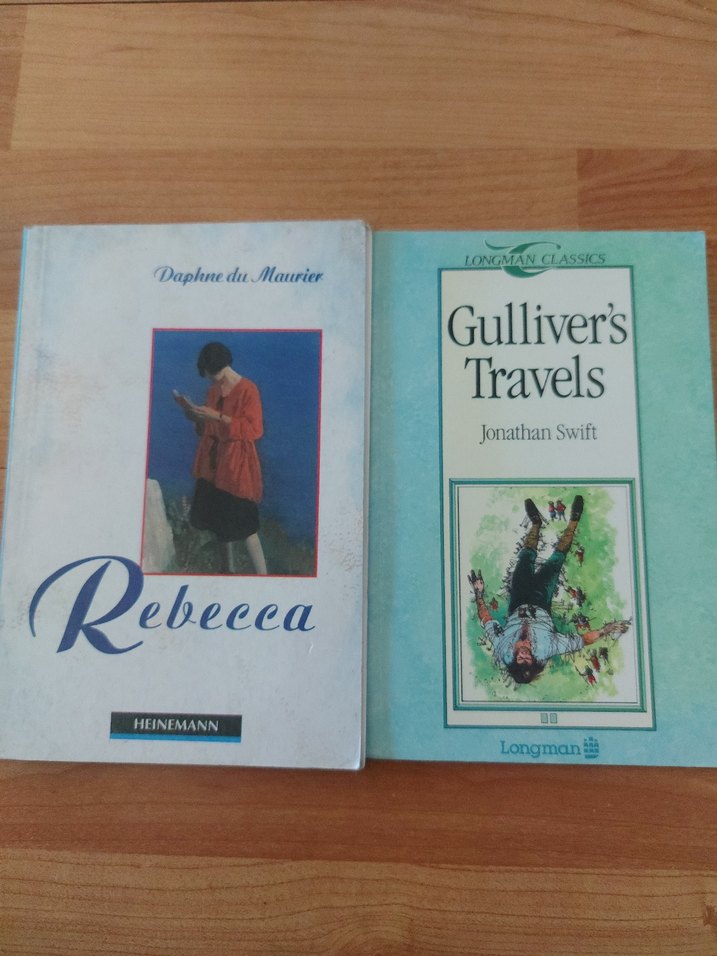 Daphne du Maurier
Rebecca
HEINEMANN
LONGMAN CLASSICS
Gulliver's
Travels
Jonathan Swift
Longman